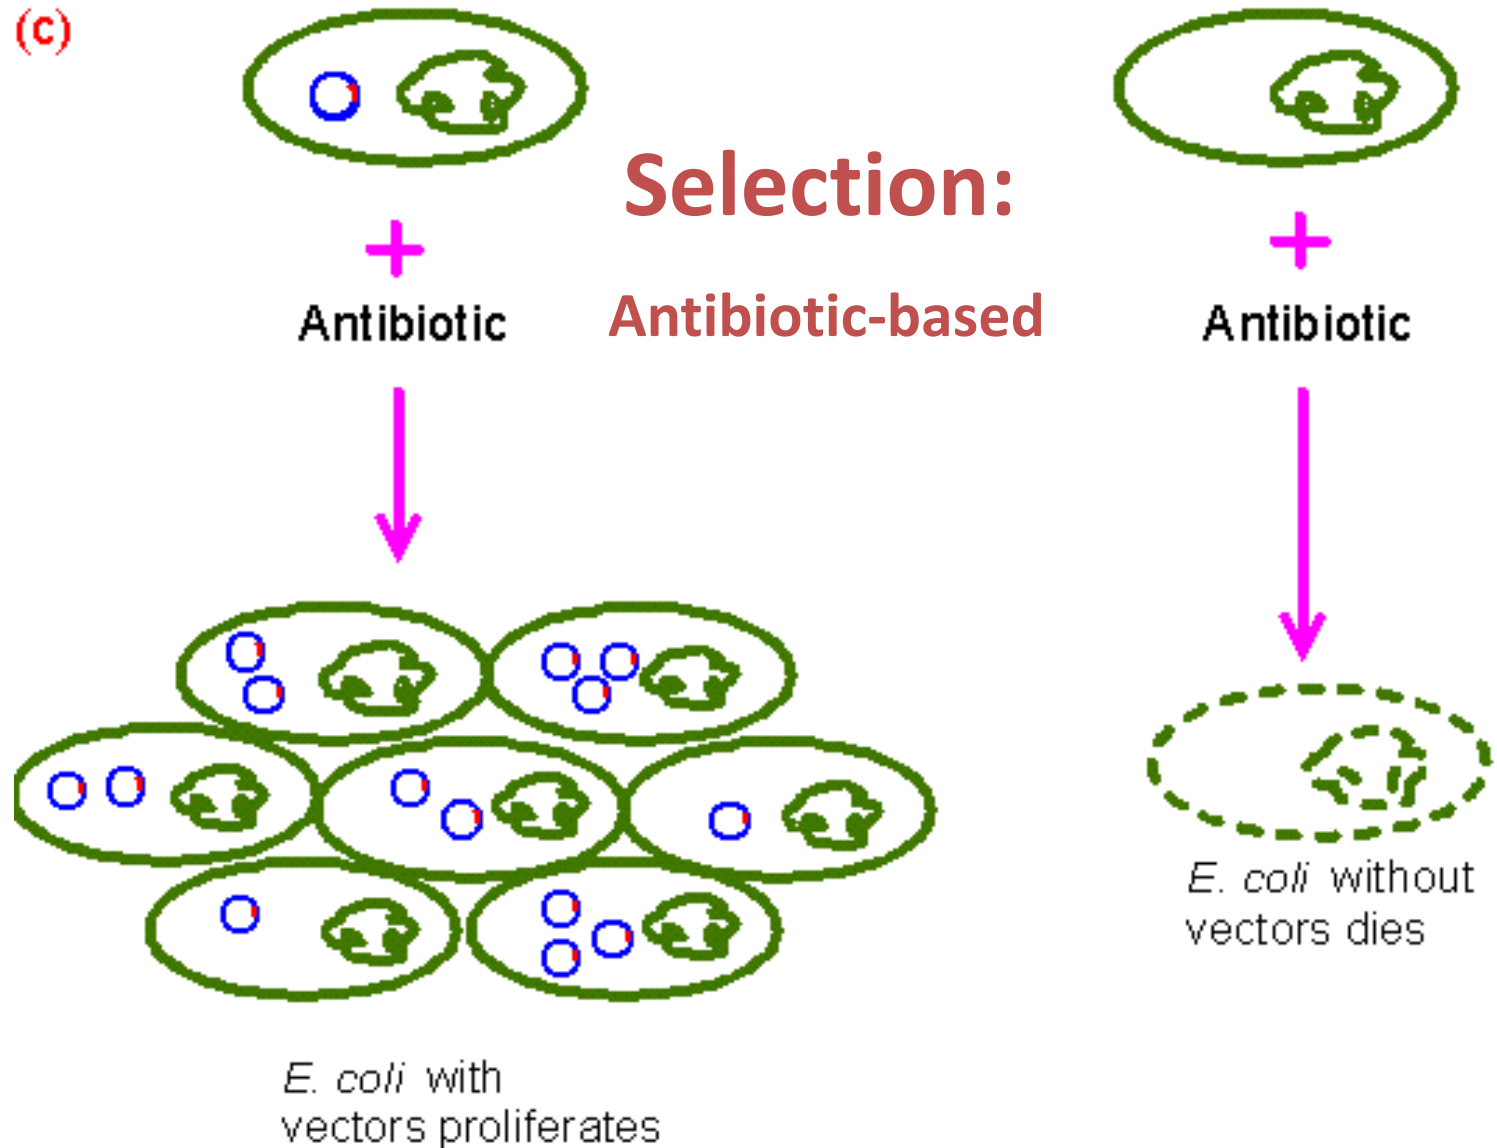 (c)
Selection:
Antibiotic
Antibiotic-based
Antibiotic
E. coli without
vectors dies
E. coli with
vectors proliferates